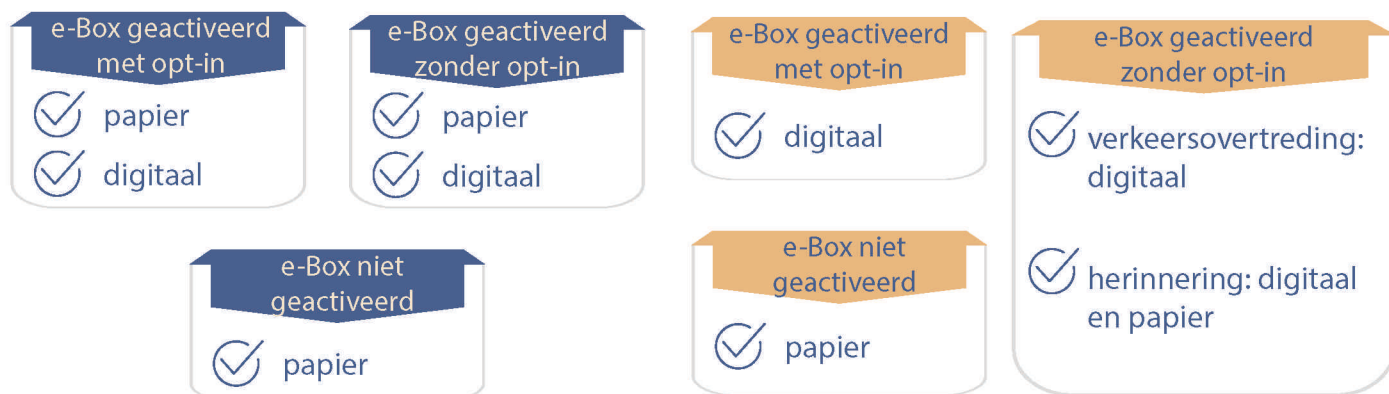 e-Box geactiveerd
met opt-in
papier
digitaal
e-Box geactiveerd
zonder opt-in
papier
digitaal
e-Box niet
geactiveerd
papier
e-Box geactiveerd
met opt-in
digitaal
e-Box niet
geactiveerd
papier
e-Box geactiveerd
zonder opt-in
verkeersovertreding:
digitaal
herinnering: digitaal
en papier